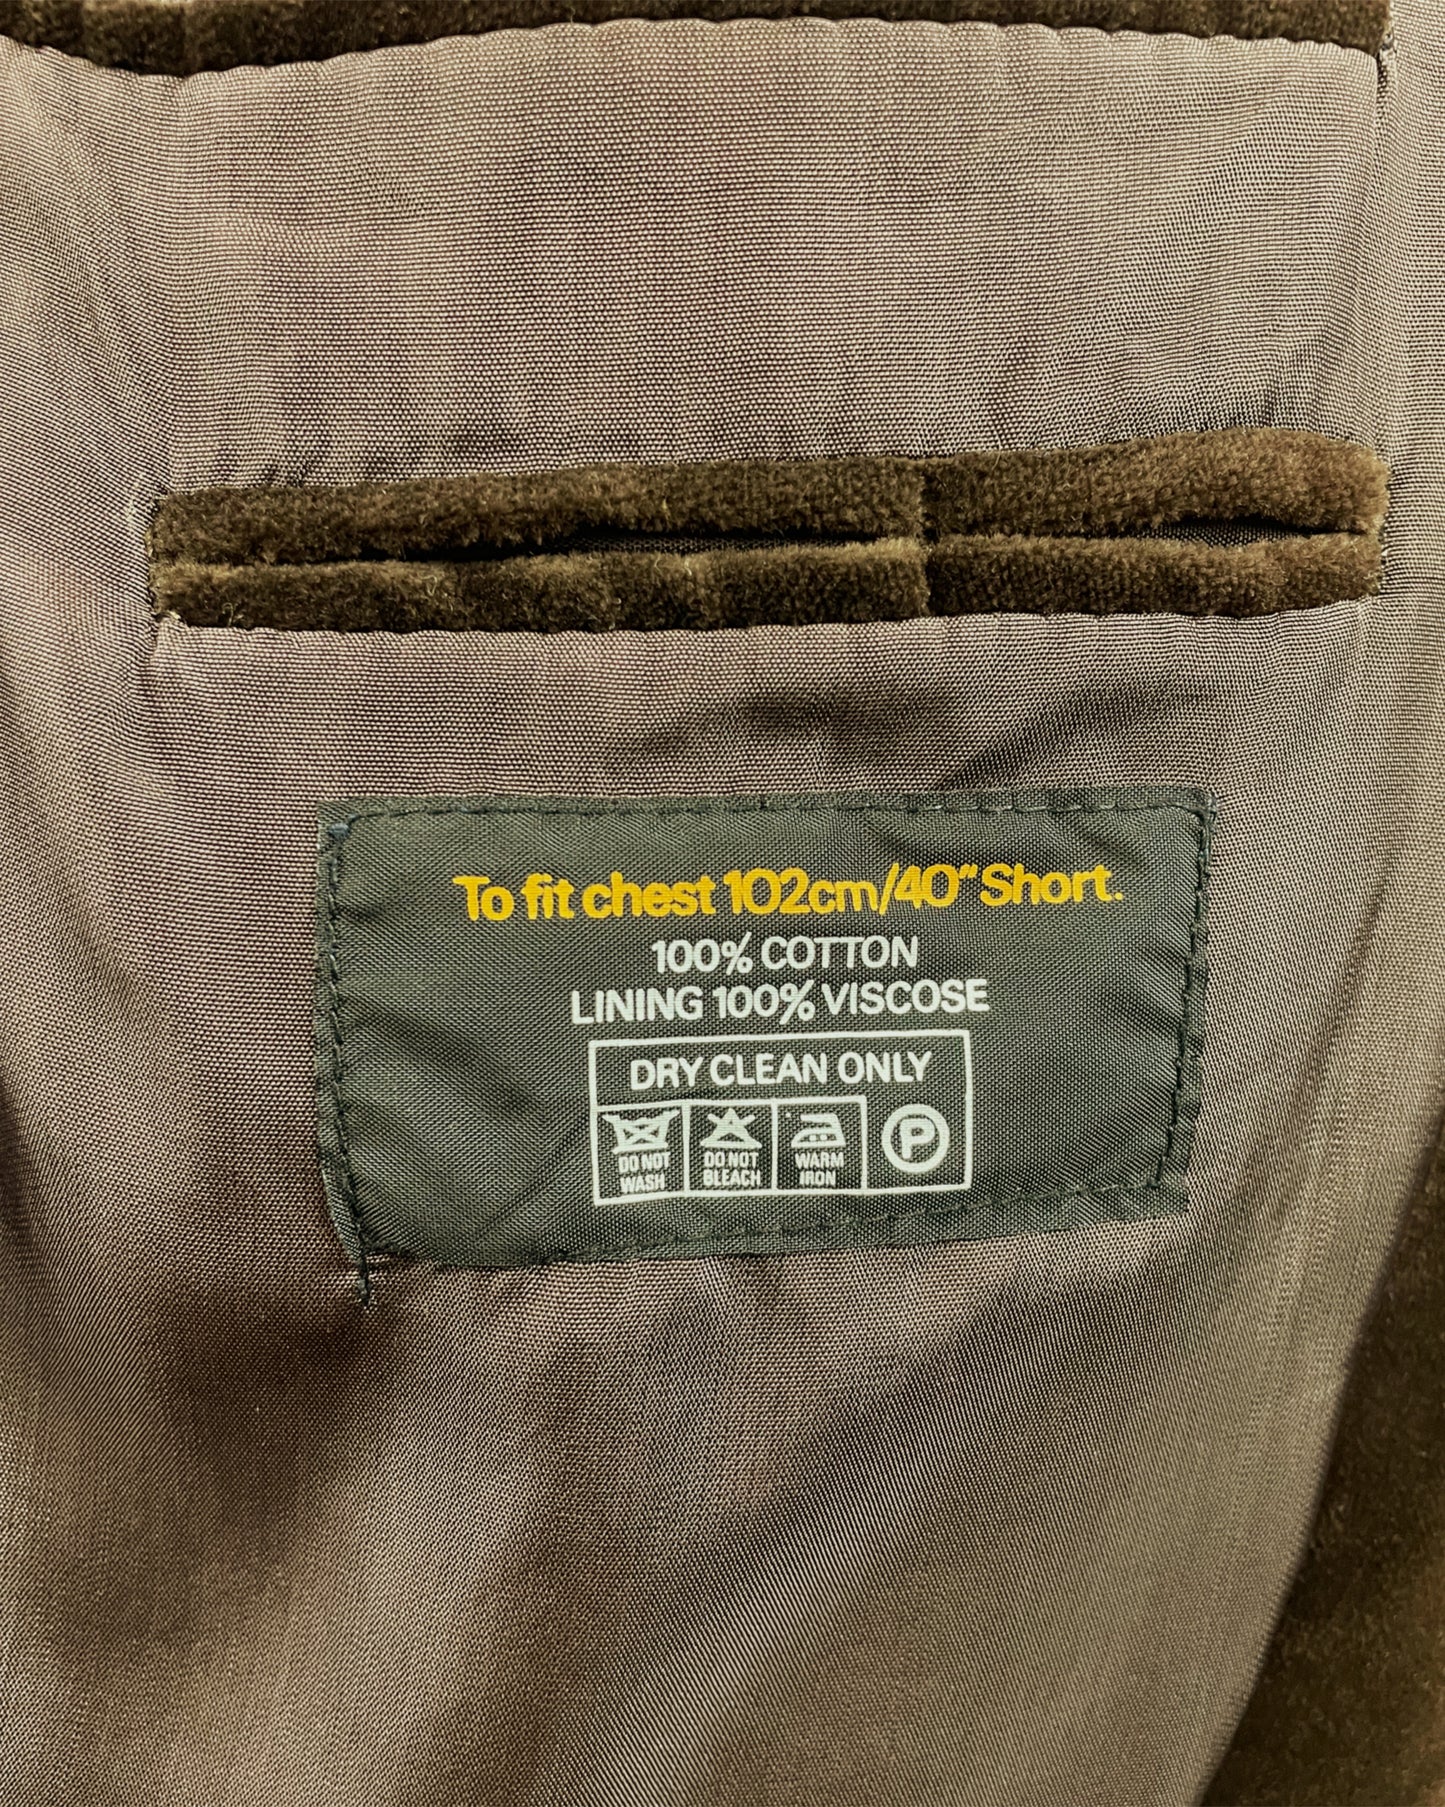 To fit chest 102cm/40" Short.
100% COTTON
LINING 100% VISCOSE
DRY CLEAN ONLY
DO NOT WASH
DO NOT BLEACH
WARM IRON
P